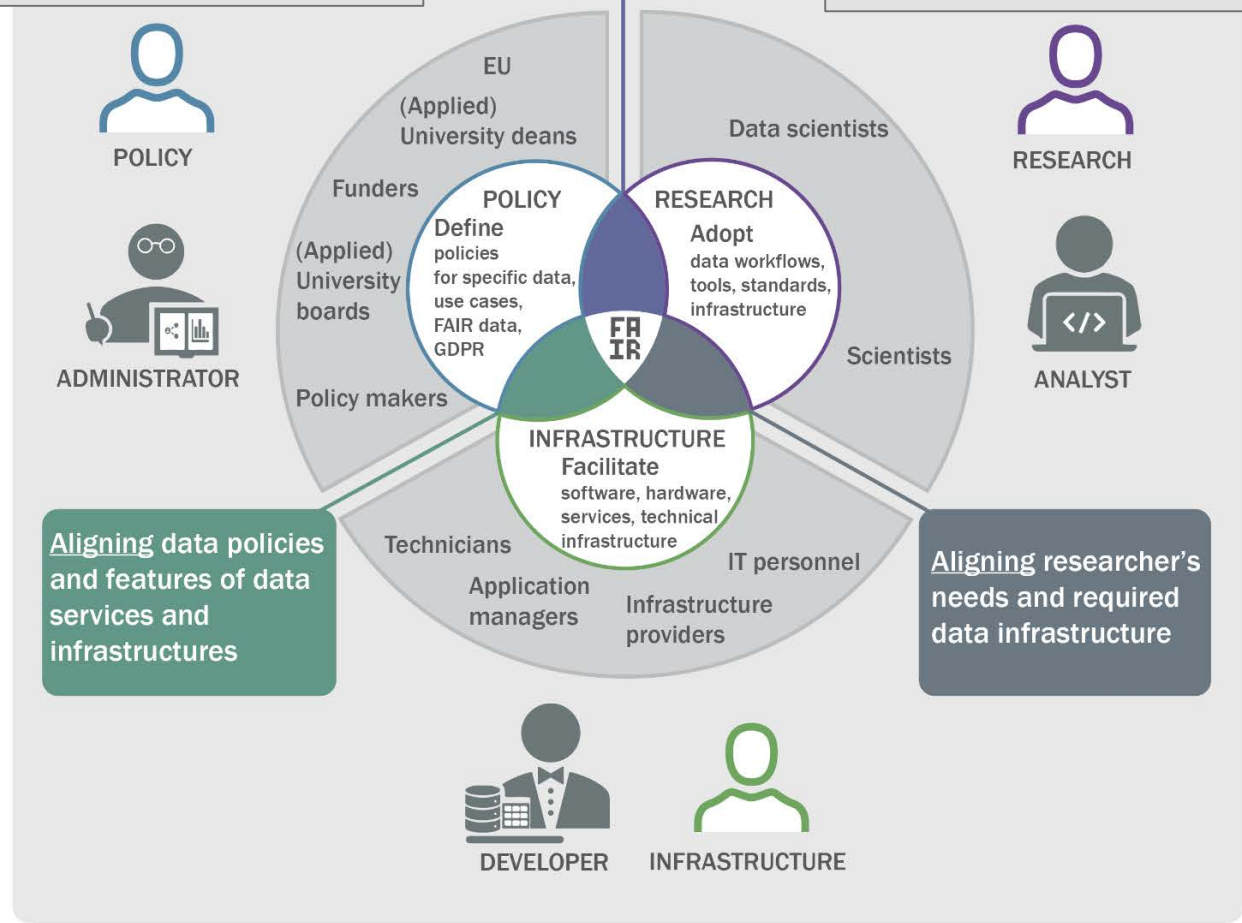 POLICY
ADMINISTRATOR
EU
(Applied)
University deans
Funders
(Applied)
University
boards
Policy makers
POLICY
Define
policies
for specific data,
use cases,
FAIR data,
GDPR
RESEARCH
Adopt
data workflows,
tools, standards,
infrastructure
FA
IR
Data scientists
Scientists
RESEARCH
</>
ANALYST
INFRASTRUCTURE
Facilitate
software, hardware,
services, technical
infrastructure
Technicians
Application
managers
Infrastructure
providers
IT personnel
Aligning data policies
and features of data
services and
infrastructures
Aligning researcher's
needs and required
data infrastructure
DEVELOPER
INFRASTRUCTURE